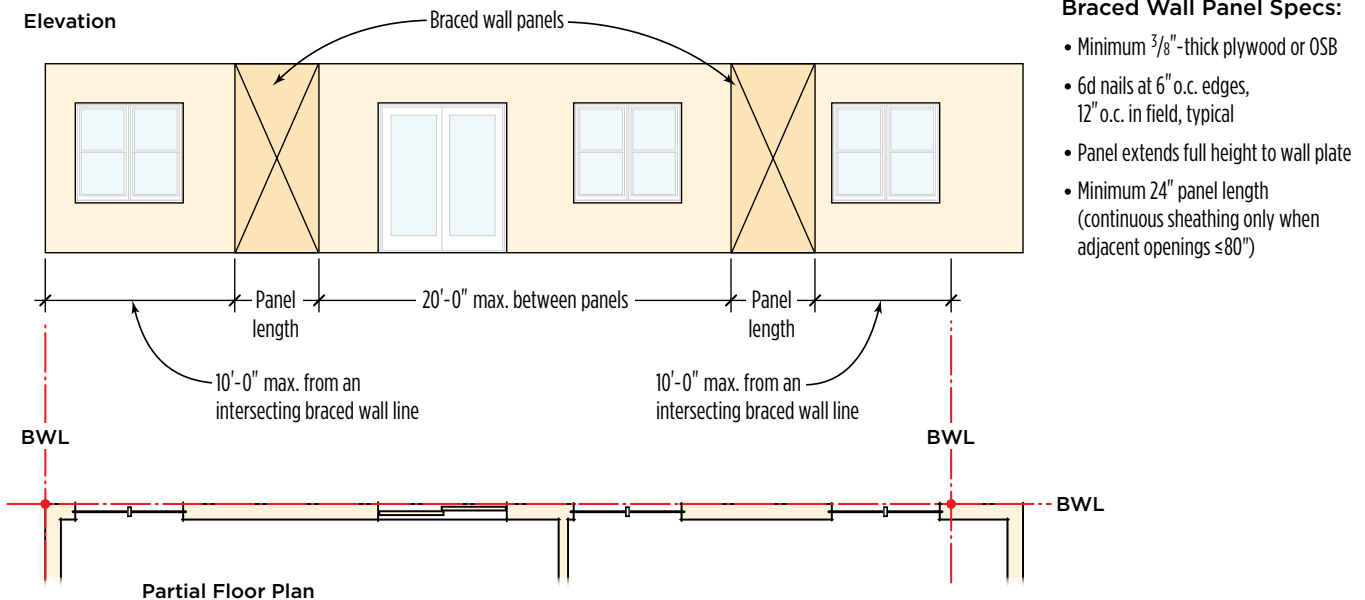 Elevation
Braced wall panels
Braced Wall Panel Specs:
• Minimum 3/8"-thick plywood or OSB
• 6d nails at 6" o.c. edges,
12" o.c. in field, typical
• Panel extends full height to wall plate
• Minimum 24" panel length
(continuous sheathing only when
adjacent openings ≤80")
Panel
length
20'-0" max. between panels
Panel
length
10'-0" max. from an
intersecting braced wall line
10'-0" max. from an
intersecting braced wall line
BWL
BWL
BWL
Partial Floor Plan